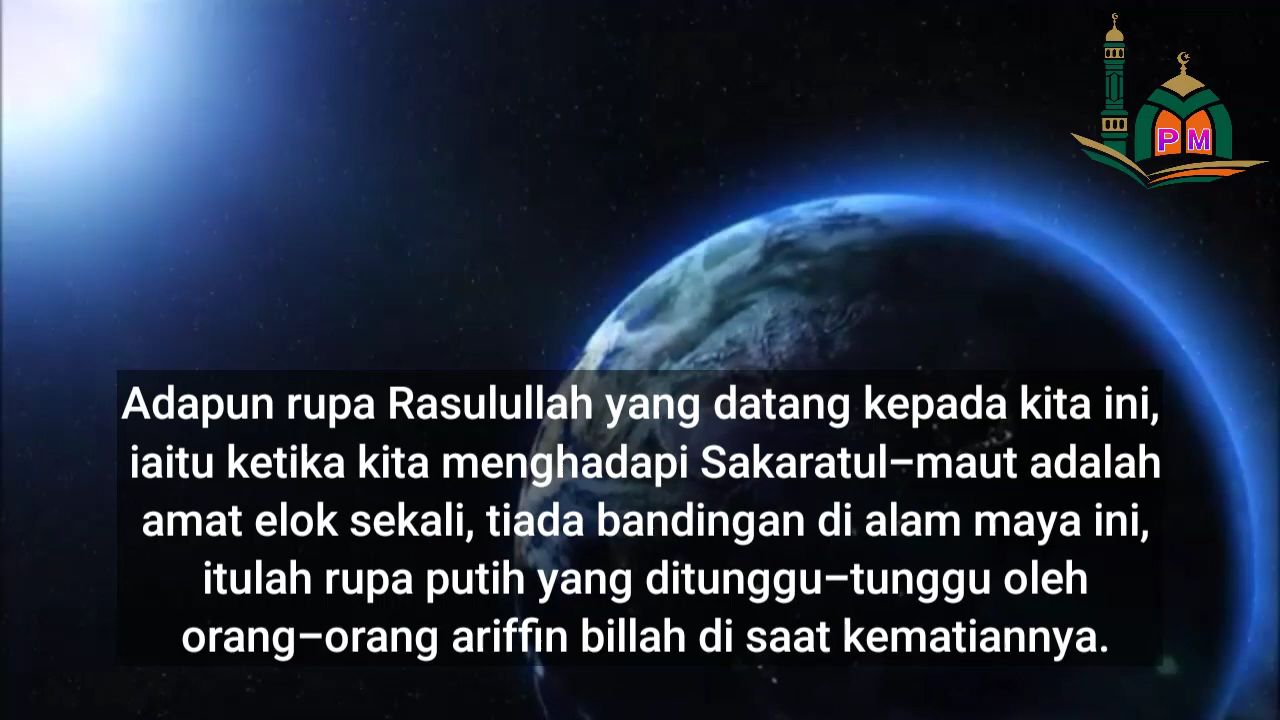 P M
Adapun rupa Rasulullah yang datang kepada kita ini,
iaitu ketika kita menghadapi Sakaratul–maut adalah
amat elok sekali, tiada bandingan di alam maya ini,
itulah rupa putih yang ditunggu–tunggu oleh
orang–orang ariffin billah di saat kematiannya.